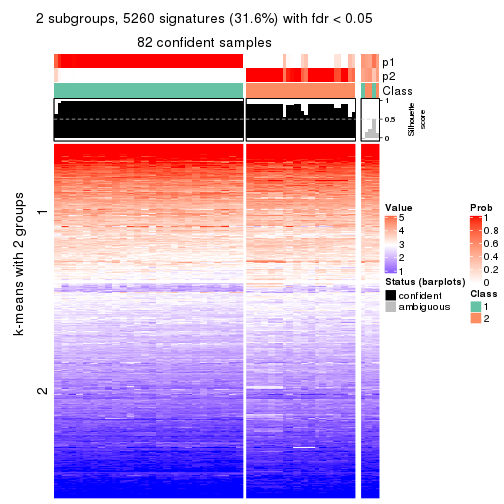 2 subgroups, 5260 signatures (31.6%) with fdr < 0.05
82 confident samples
p1
p2
Class
1
0.5
0
Silhouette
score
k-means with 2 groups
1
2
Value
5
4
3
2
1
Status (barplots)
confident
ambiguous
Prob
1
0.8
0.6
0.4
0.2
0
Class
1
2